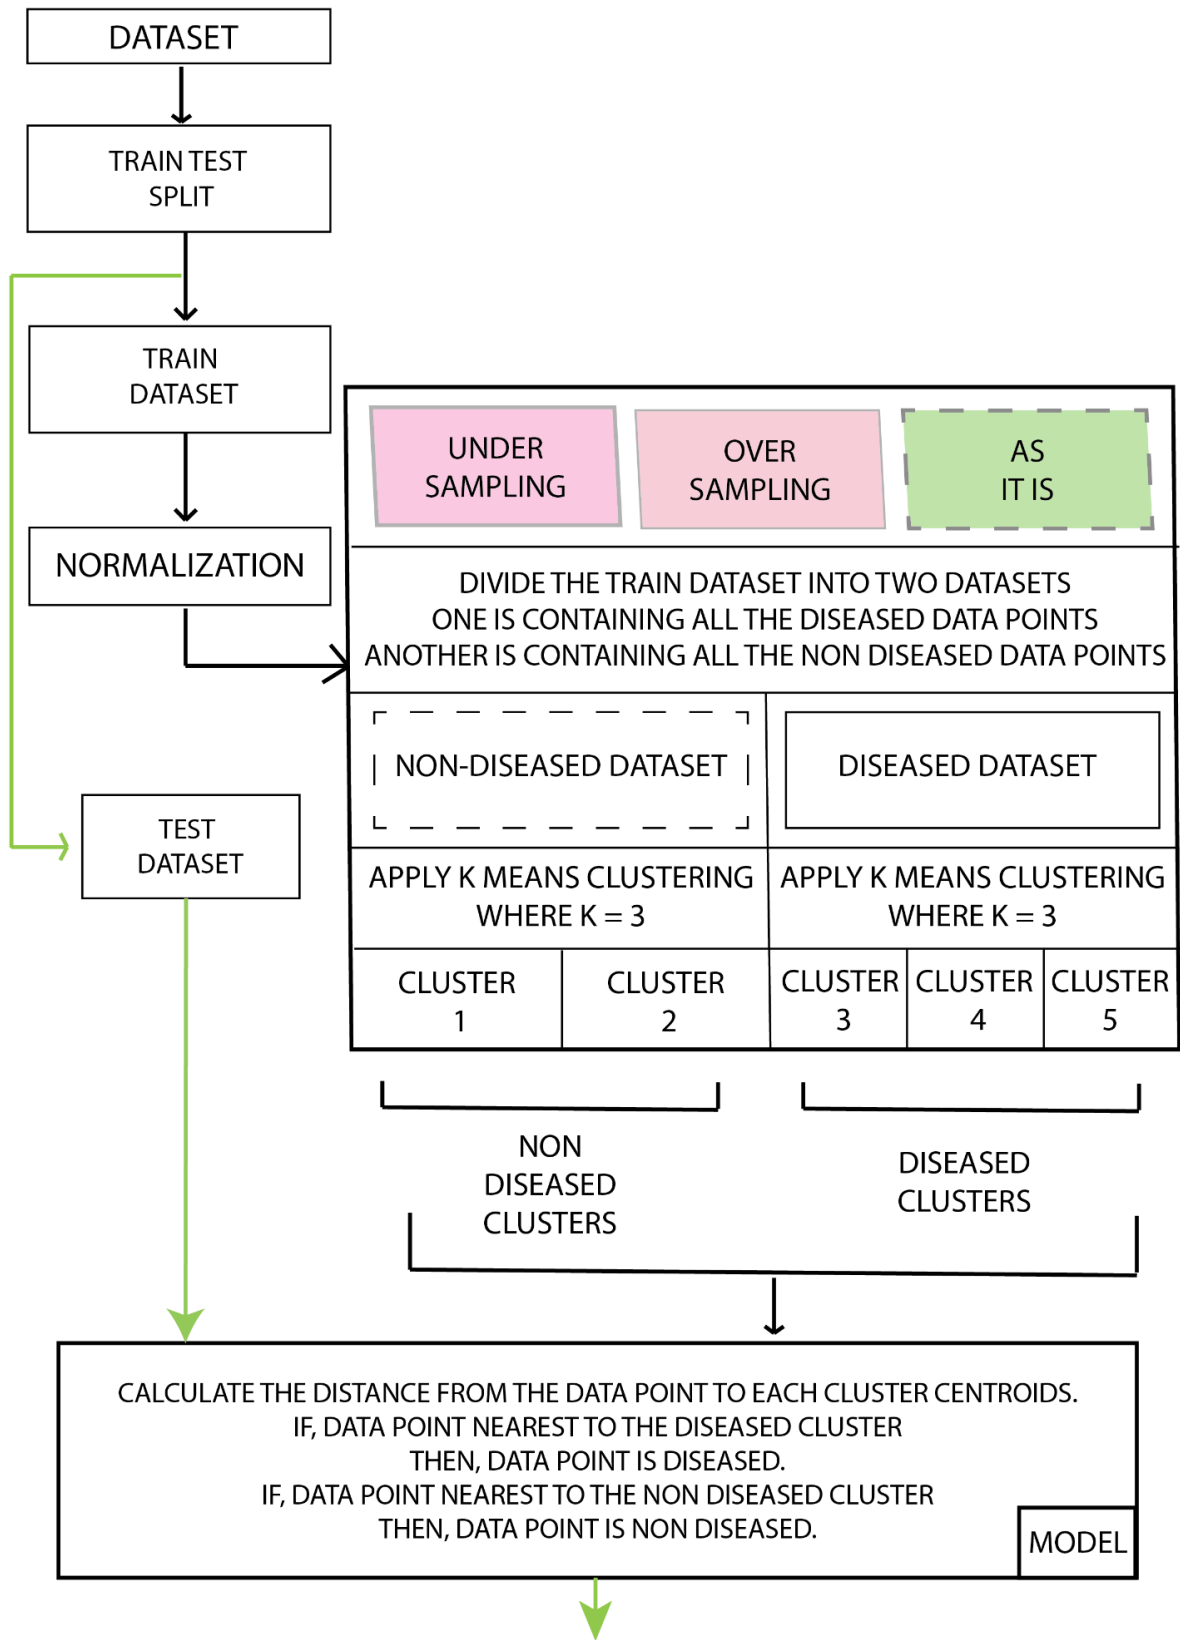 DATASET
TRAIN TEST
SPLIT
TRAIN
DATASET
NORMALIZATION
UNDER
SAMPLING
OVER
SAMPLING
AS
IT IS
DIVIDE THE TRAIN DATASET INTO TWO DATASETS
ONE IS CONTAINING ALL THE DISEASED DATA POINTS
ANOTHER IS CONTAINING ALL THE NON DISEASED DATA POINTS
NON-DISEASED DATASET
DISEASED DATASET
TEST
DATASET
APPLY K MEANS CLUSTERING
WHERE K = 3
APPLY K MEANS CLUSTERING
WHERE K = 3
CLUSTER
1
CLUSTER
2
CLUSTER
3
CLUSTER
4
CLUSTER
5
NON
DISEASED
CLUSTERS
DISEASED
CLUSTERS
CALCULATE THE DISTANCE FROM THE DATA POINT TO EACH CLUSTER CENTROIDS.
IF, DATA POINT NEAREST TO THE DISEASED CLUSTER
THEN, DATA POINT IS DISEASED.
IF, DATA POINT NEAREST TO THE NON DISEASED CLUSTER
THEN, DATA POINT IS NON DISEASED.
MODEL